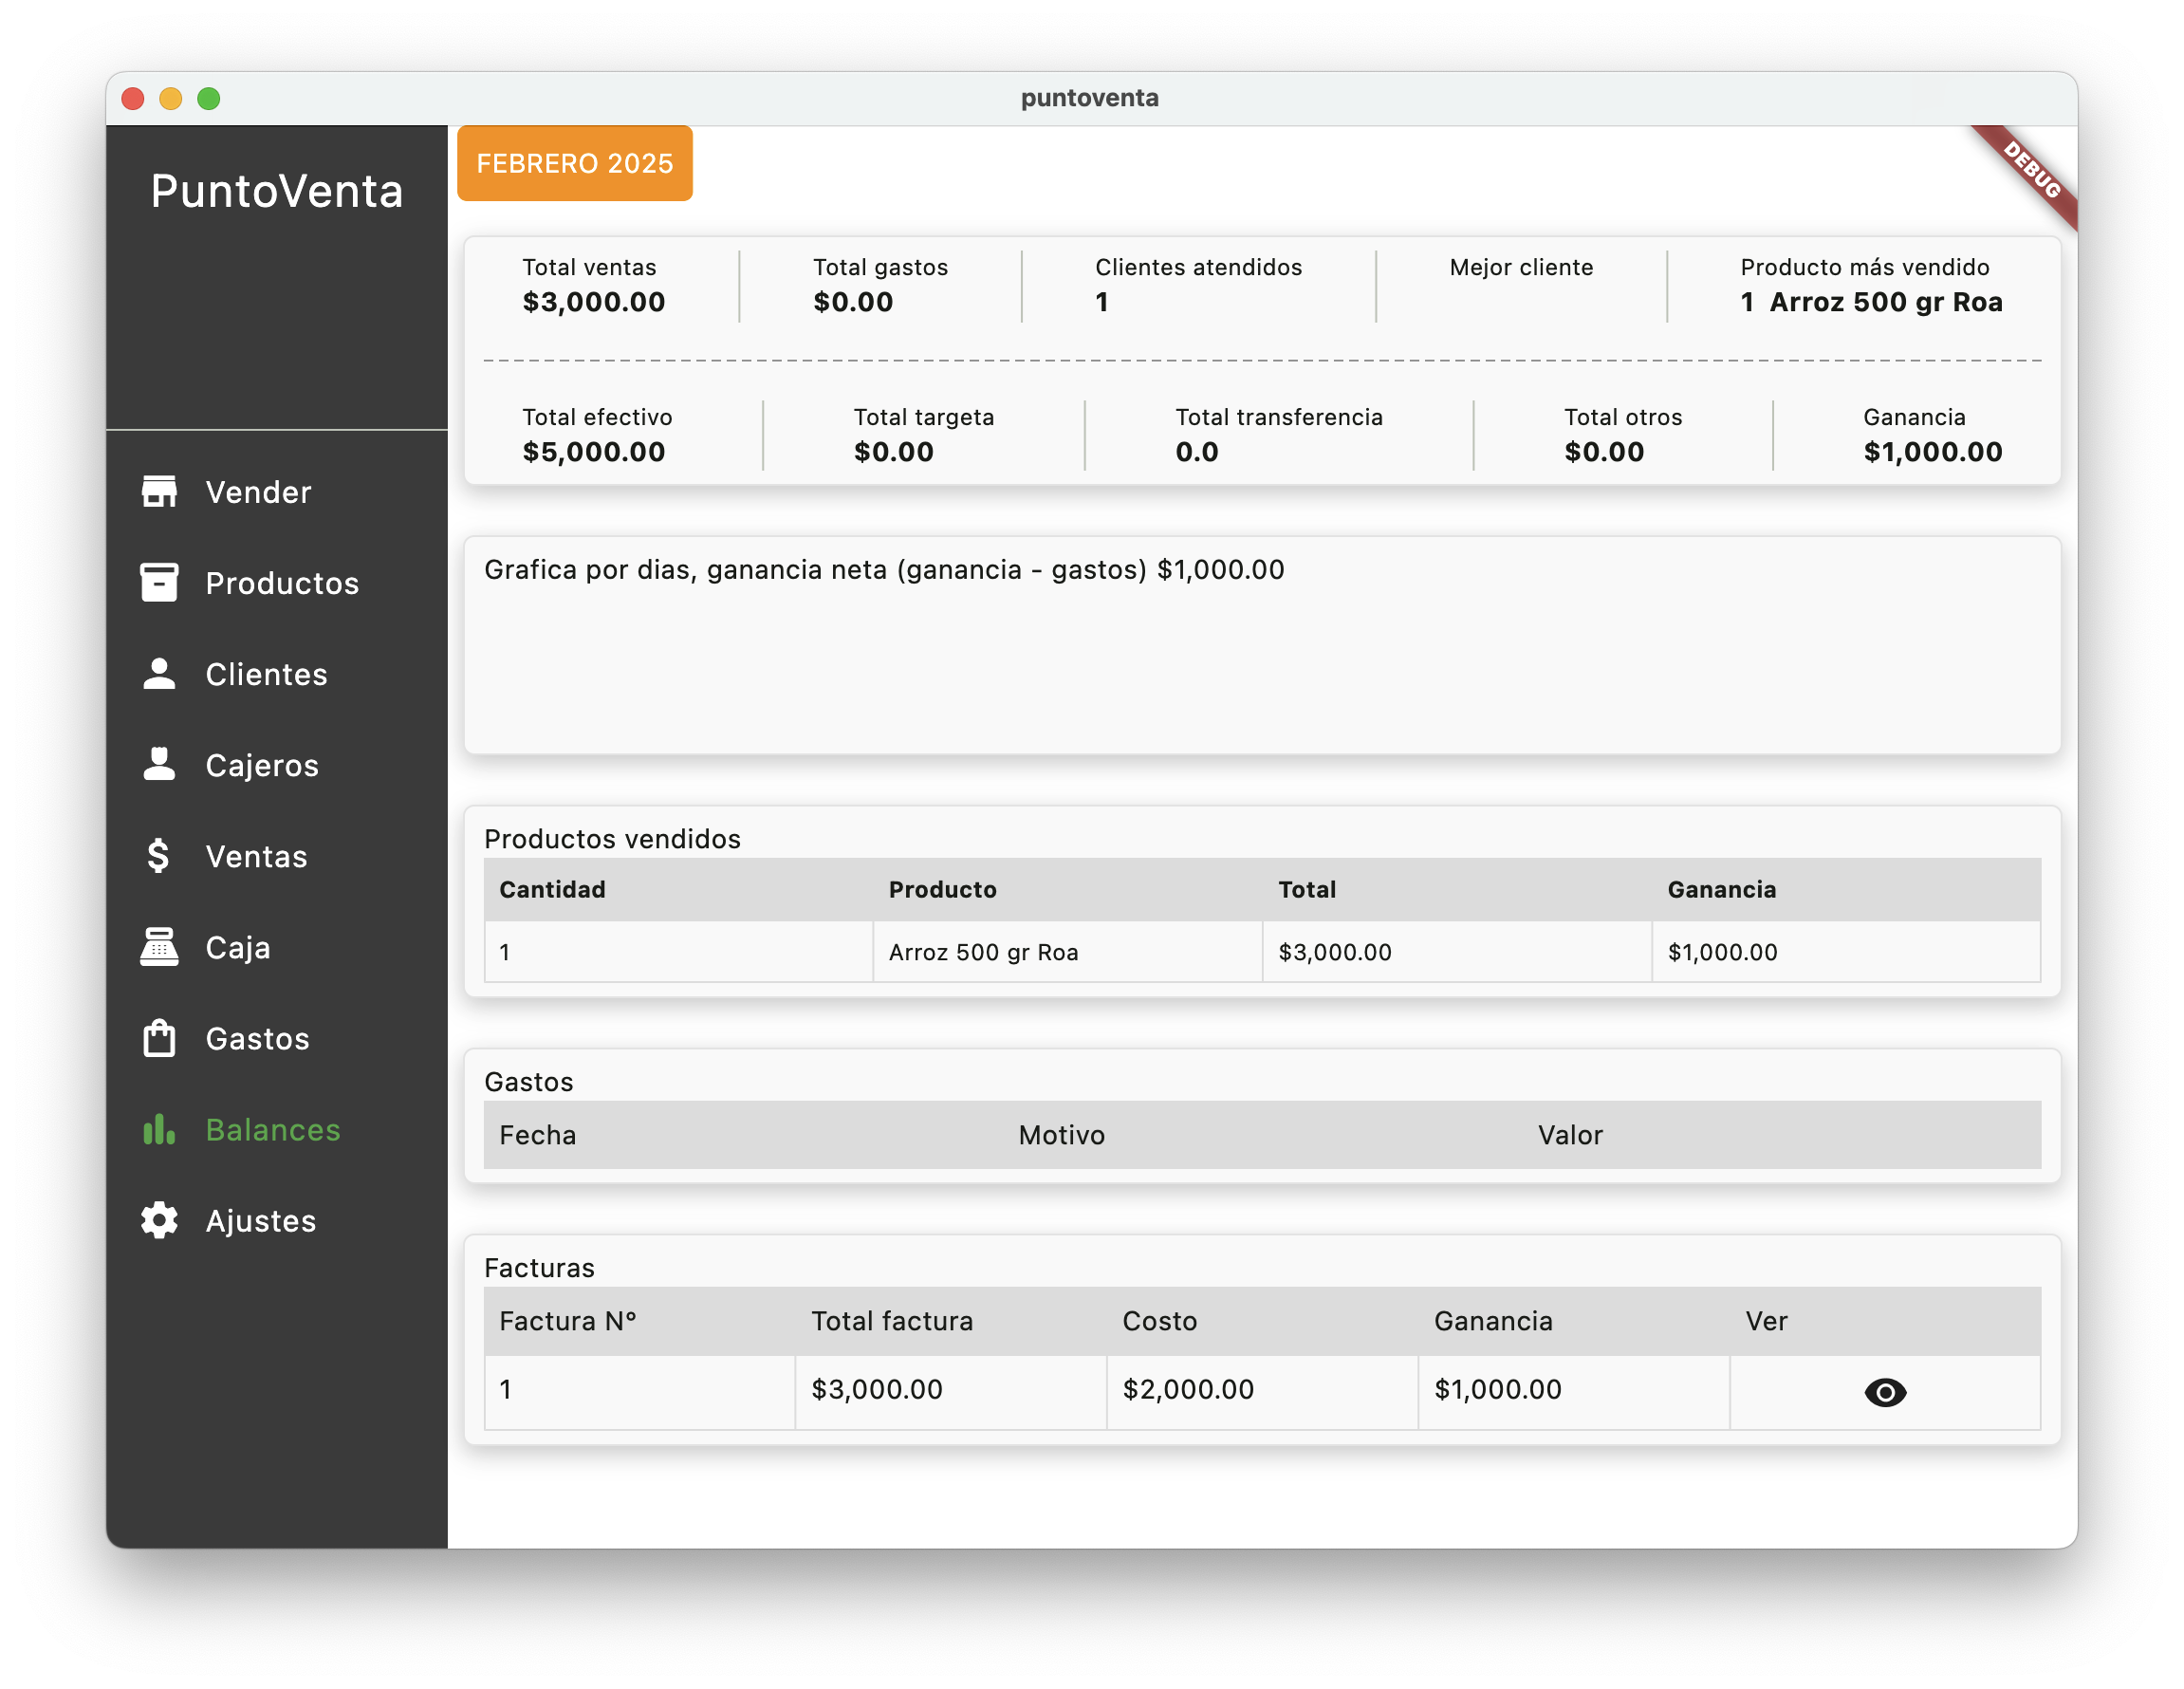 puntoventa
PuntoVenta
FEBRERO 2025
DEBUG
Total ventas Total gastos Clientes atendidos Mejor cliente Producto más vendido
$3,000.00 $0.00 1 1 Arroz 500 gr Roa
Total efectivo Total targeta Total transferencia Total otros Ganancia
$5,000.00 $0.00 0.0 $0.00 $1,000.00
Vender
Productos
Clientes
Cajeros
Ventas
Caja
Gastos
Balances
Ajustes
Grafica por dias, ganancia neta (ganancia - gastos) $1,000.00
Productos vendidos
Cantidad Producto Total Ganancia
1 Arroz 500 gr Roa $3,000.00 $1,000.00
Gastos
Fecha Motivo Valor
Facturas
Factura N° Total factura Costo Ganancia Ver
1 $3,000.00 $2,000.00 $1,000.00